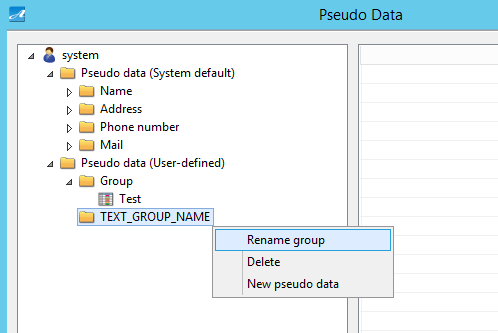 Pseudo Data
system
Pseudo data (System default)
Name
Address
Phone number
Mail
Pseudo data (User-defined)
Group
Test
TEXT_GROUP_NAME
Rename group
Delete
New pseudo data